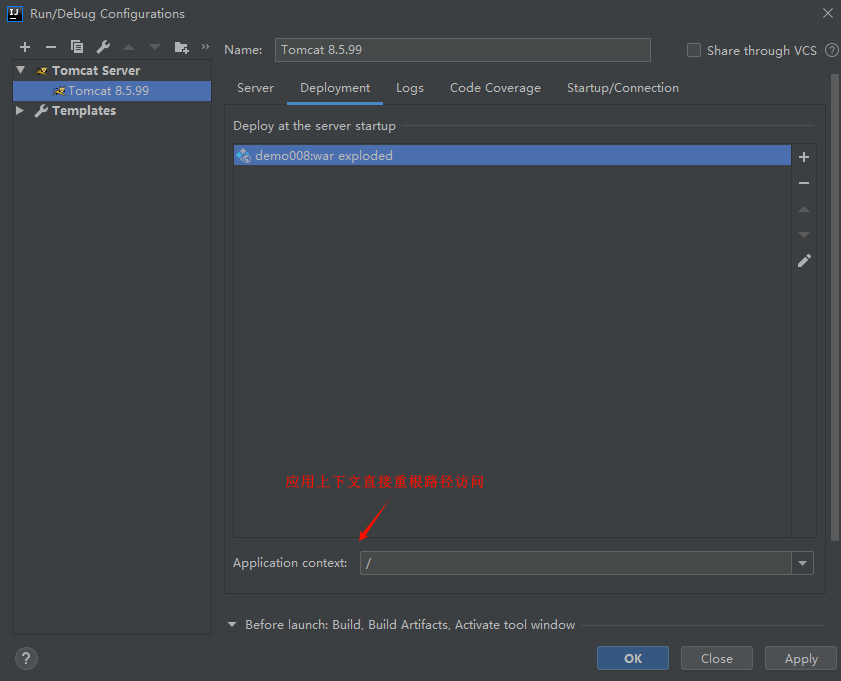 Run/Debug Configurations
Name: Tomcat 8.5.99
Share through VCS
Tomcat Server
Tomcat 8.5.99
Templates
Server Deployment Logs Code Coverage Startup/Connection
Deploy at the server startup
demo008:war exploded
应用上下文直接重根路径访问
Application context: /
Before launch: Build, Build Artifacts, Activate tool window
OK Close Apply